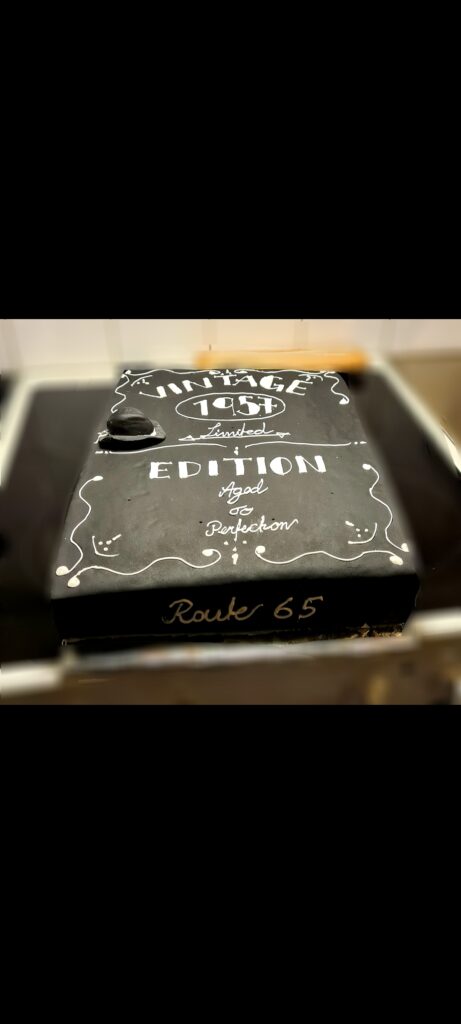 VINTAGE
1957
Limited
EDITION
Aged
To
Perfection
Route 65